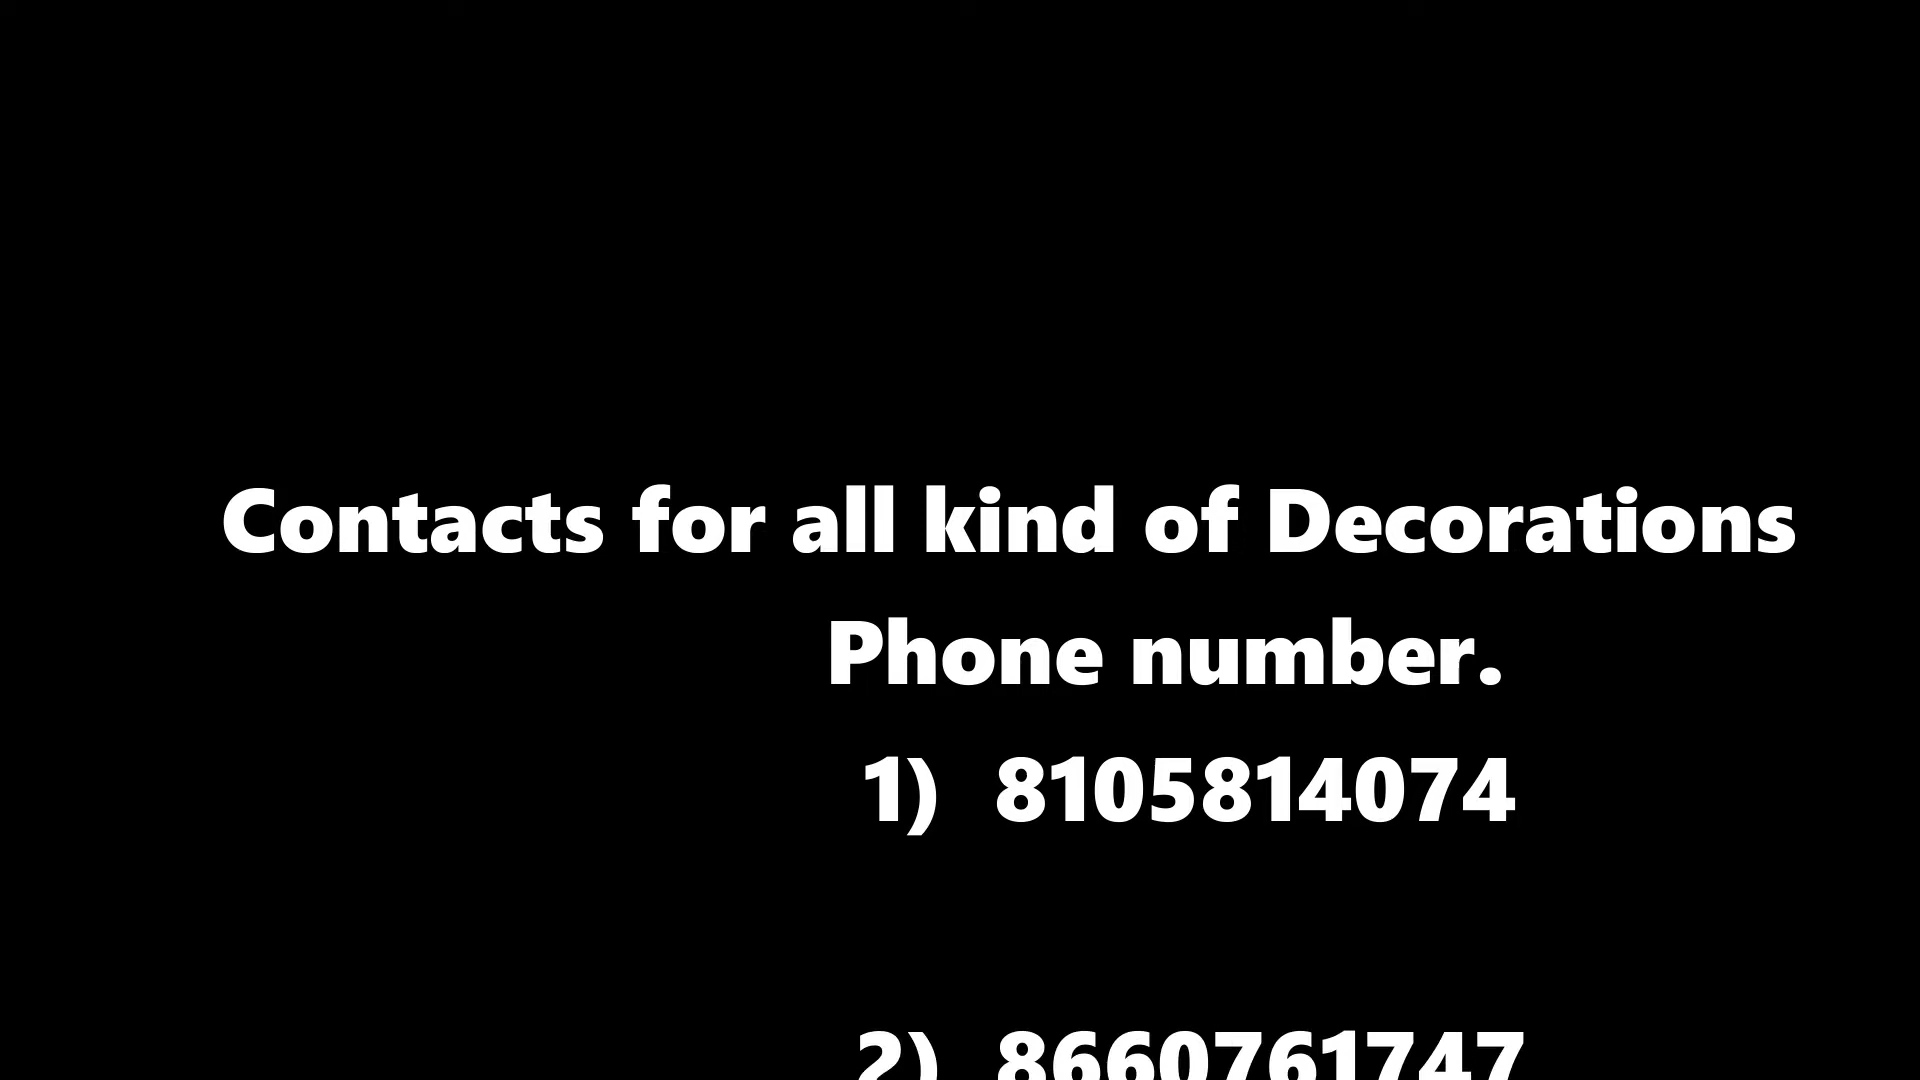 Contacts for all kind of Decorations
Phone number.
1) 8105814074
2) 8660761747